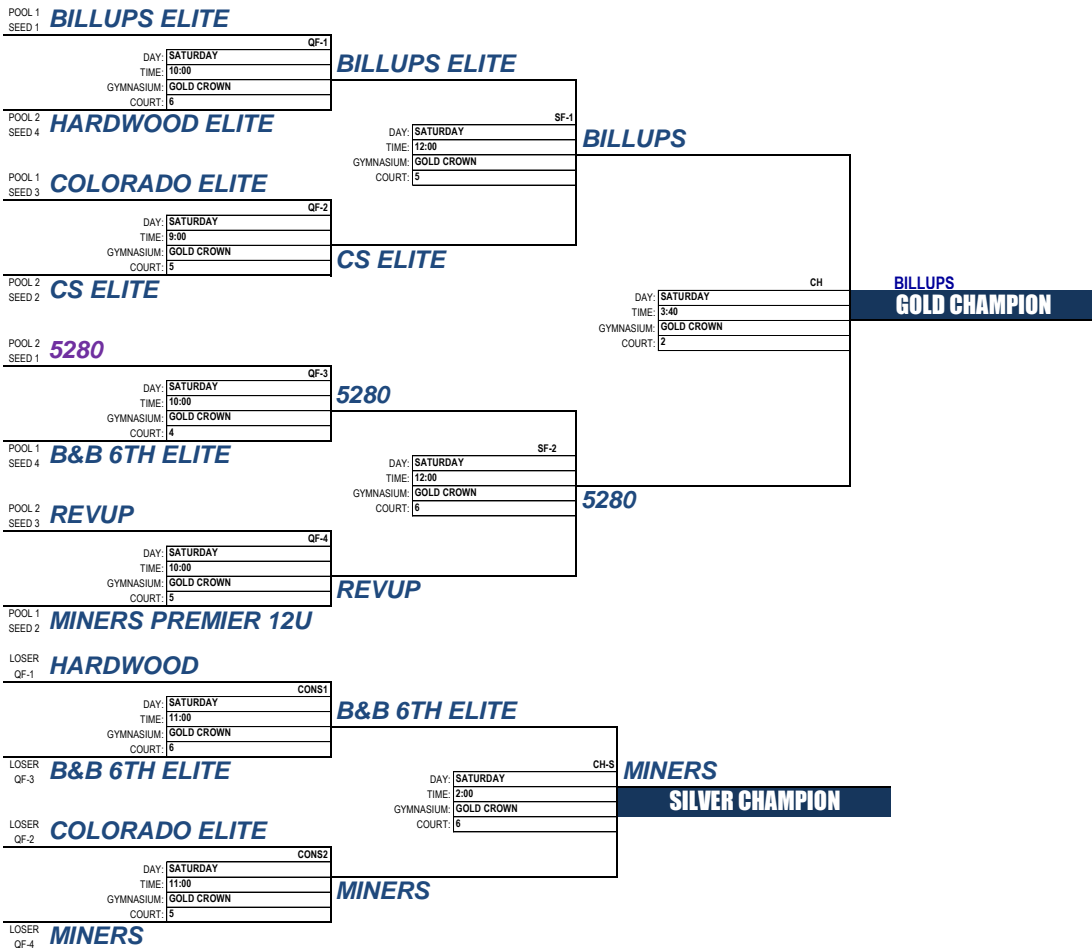 POOL 1
SEED 1 BILLUPS ELITE
QF-1
DAY: SATURDAY
TIME: 10:00
GYMNASIUM: GOLD CROWN
COURT: 6
POOL 2
SEED 4 HARDWOOD ELITE
BILLUPS ELITE
SF-1
DAY: SATURDAY
TIME: 12:00
GYMNASIUM: GOLD CROWN
COURT: 5
BILLUPS
POOL 1
SEED 3 COLORADO ELITE
QF-2
DAY: SATURDAY
TIME: 9:00
GYMNASIUM: GOLD CROWN
COURT: 5
POOL 2
SEED 2 CS ELITE
CS ELITE
CH
DAY: SATURDAY
TIME: 3:40
GYMNASIUM: GOLD CROWN
COURT: 2
BILLUPS
GOLD CHAMPION
POOL 2
SEED 1 5280
QF-3
DAY: SATURDAY
TIME: 10:00
GYMNASIUM: GOLD CROWN
COURT: 4
POOL 1
SEED 4 B&B 6TH ELITE
5280
SF-2
DAY: SATURDAY
TIME: 12:00
GYMNASIUM: GOLD CROWN
COURT: 6
5280
POOL 2
SEED 3 REVUP
QF-4
DAY: SATURDAY
TIME: 10:00
GYMNASIUM: GOLD CROWN
COURT: 5
POOL 1
SEED 2 MINERS PREMIER 12U
REVUP
LOSER
QF-1 HARDWOOD
CONS1
DAY: SATURDAY
TIME: 11:00
GYMNASIUM: GOLD CROWN
COURT: 6
LOSER
QF-3 B&B 6TH ELITE
B&B 6TH ELITE
CH-S
DAY: SATURDAY
TIME: 2:00
GYMNASIUM: GOLD CROWN
COURT: 6
MINERS
SILVER CHAMPION
LOSER
QF-2 COLORADO ELITE
CONS2
DAY: SATURDAY
TIME: 11:00
GYMNASIUM: GOLD CROWN
COURT: 5
LOSER
QF-4 MINERS
MINERS